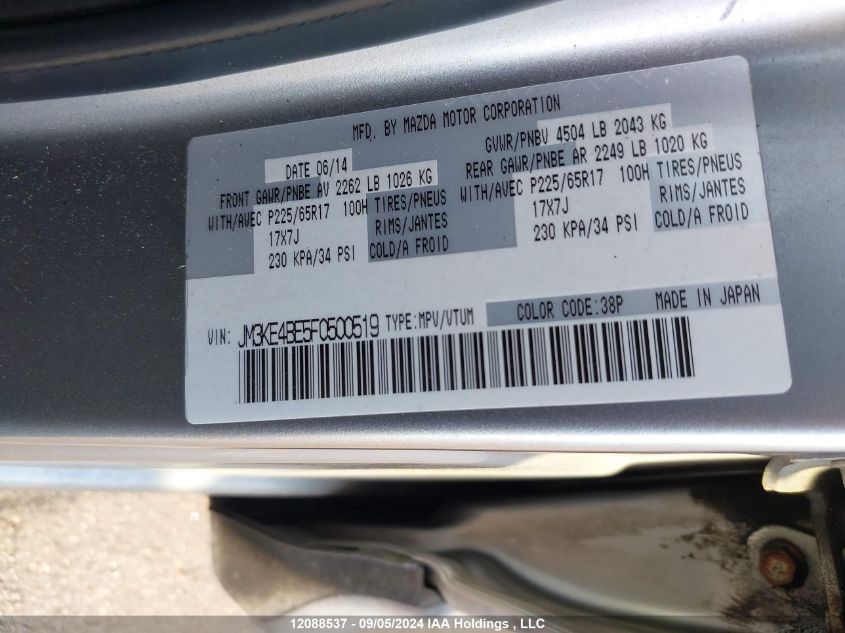 MFD. BY MAZDA MOTOR CORPORATION
DATE 06/14 GVWR/PNBV 4504 LB 2043 KG
FRONT GAWR/PNBE AV 2262 LB 1026 KG REAR GAWR/PNBE AR 2249 LB 1020 KG
WITH/AVEC P225/65R17 100H TIRES/PNEUS WITH/AVEC P225/65R17 100H TIRES/PNEUS
17X7J RIMS/JANTES 17X7J RIMS/JANTES
230 KPA/34 PSI COLD/A FROID 230 KPA/34 PSI COLD/A FROID
VIN: JM3KE4BE5F0500519 TYPE:MPV/VTUM COLOR CODE:38P MADE IN JAPAN
12088537 - 09/05/2024 IAA Holdings , LLC